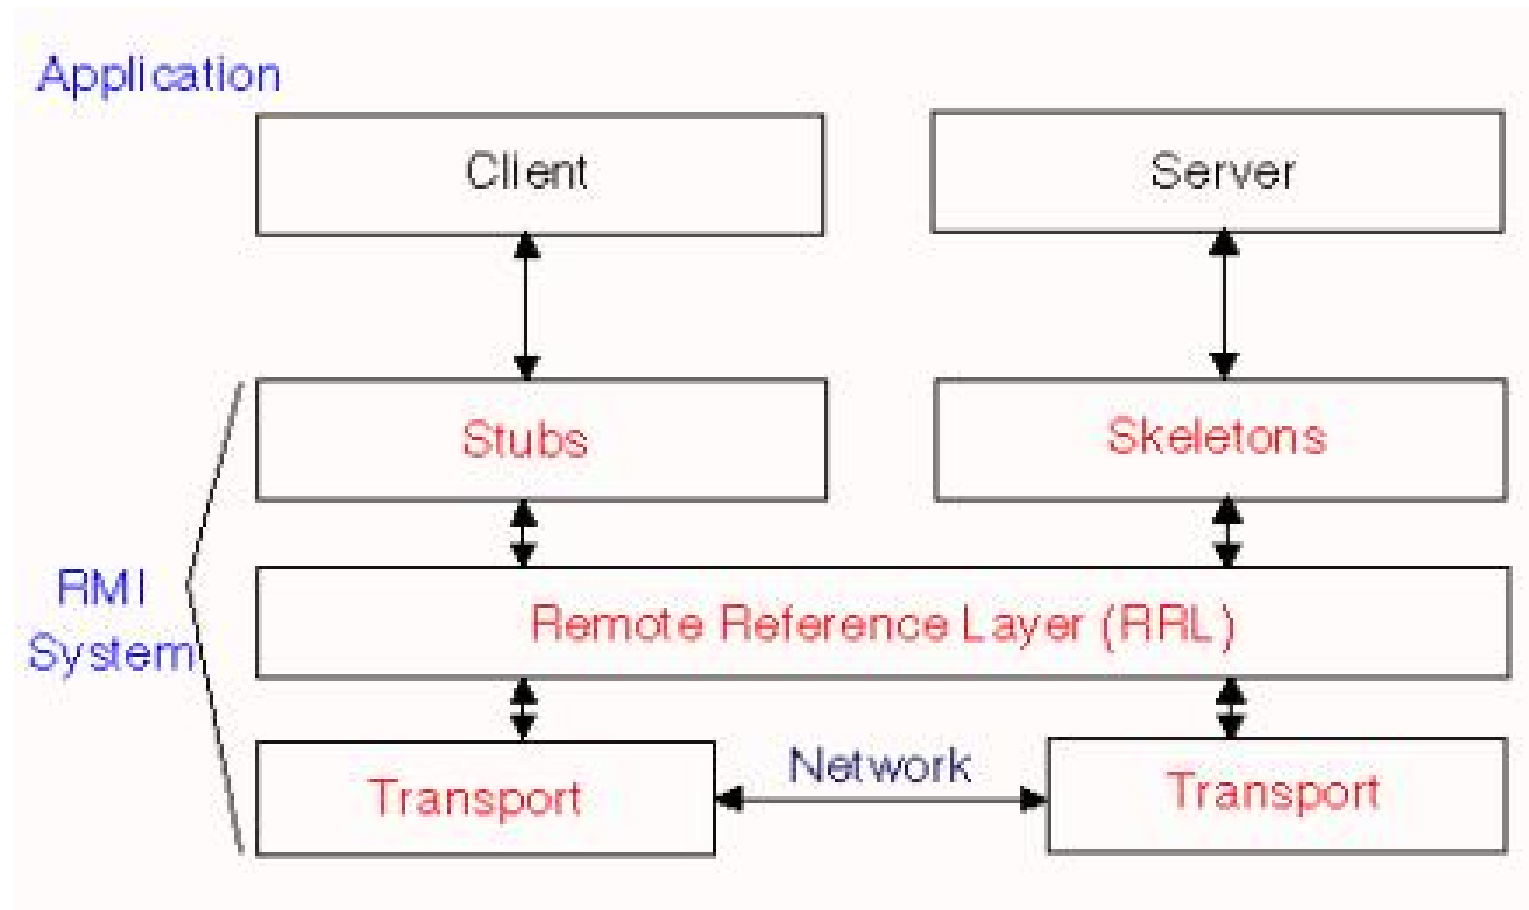 Application
Client
Server
Stubs
Skeletons
RMI
System
Remote Reference Layer (RRL)
Network
Transport
Transport